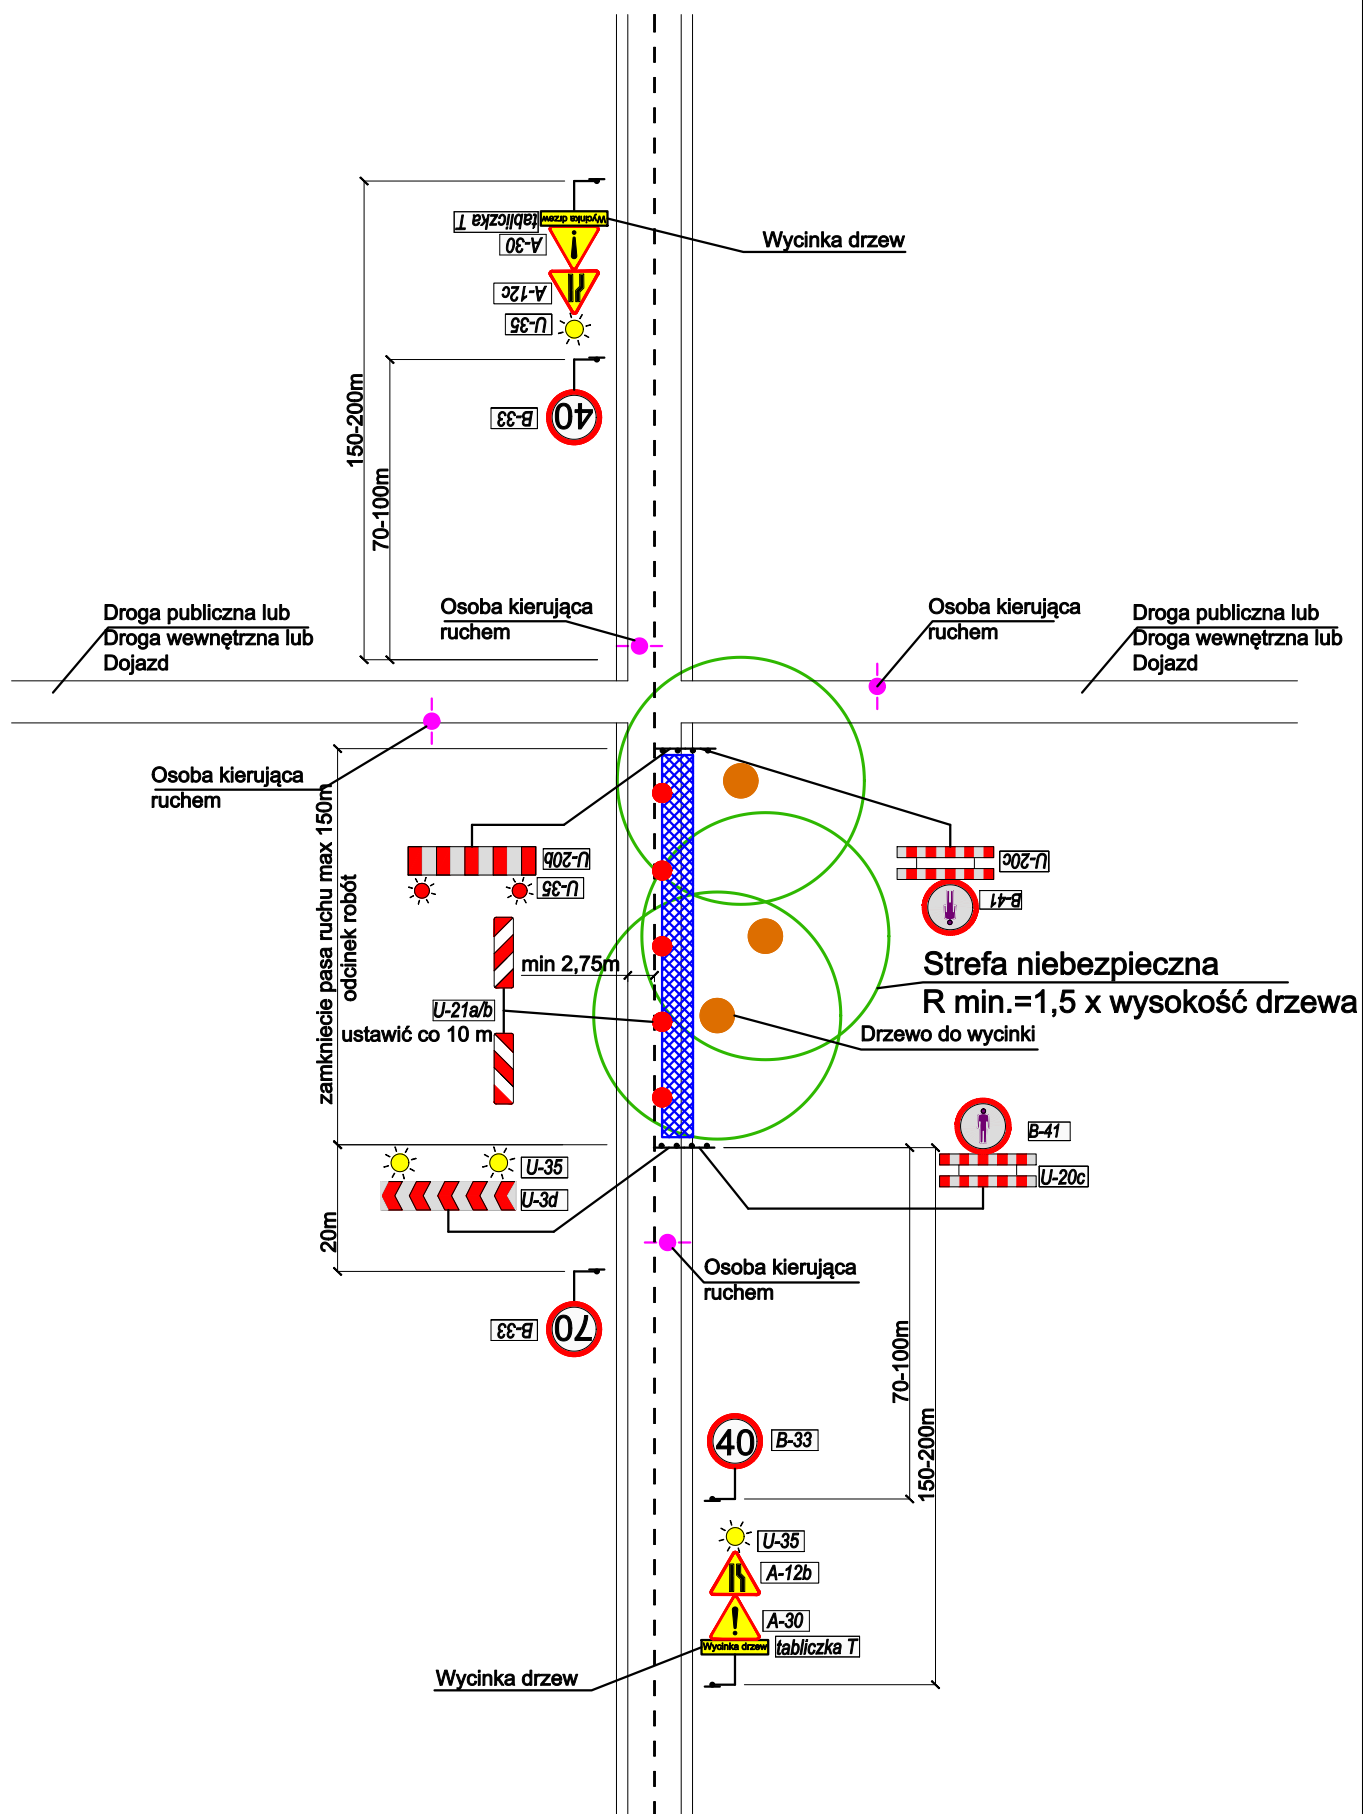 Wycinka drzew
tabliczka T
Wycinka drzew
A-30
A-12c
U-35
150-200m
70-100m
40
B-33
Droga publiczna lub
Droga wewnętrzna lub
Dojazd
Osoba kierująca
ruchem
Osoba kierująca
ruchem
Droga publiczna lub
Droga wewnętrzna lub
Dojazd
Osoba kierująca
ruchem
zamkniecie pasa ruchu max 150m
odcinek robót
U-20b
U-35
U-20c
B-41
min 2,75m
Strefa niebezpieczna
R min.=1,5 x wysokość drzewa
U-21a/b
ustawić co 10 m
Drzewo do wycinki
B-41
U-20c
U-35
U-3d
20m
Osoba kierująca
ruchem
70
B-33
70-100m
150-200m
40
B-33
U-35
A-12b
A-30
Wycinka drzew
tabliczka T
Wycinka drzew